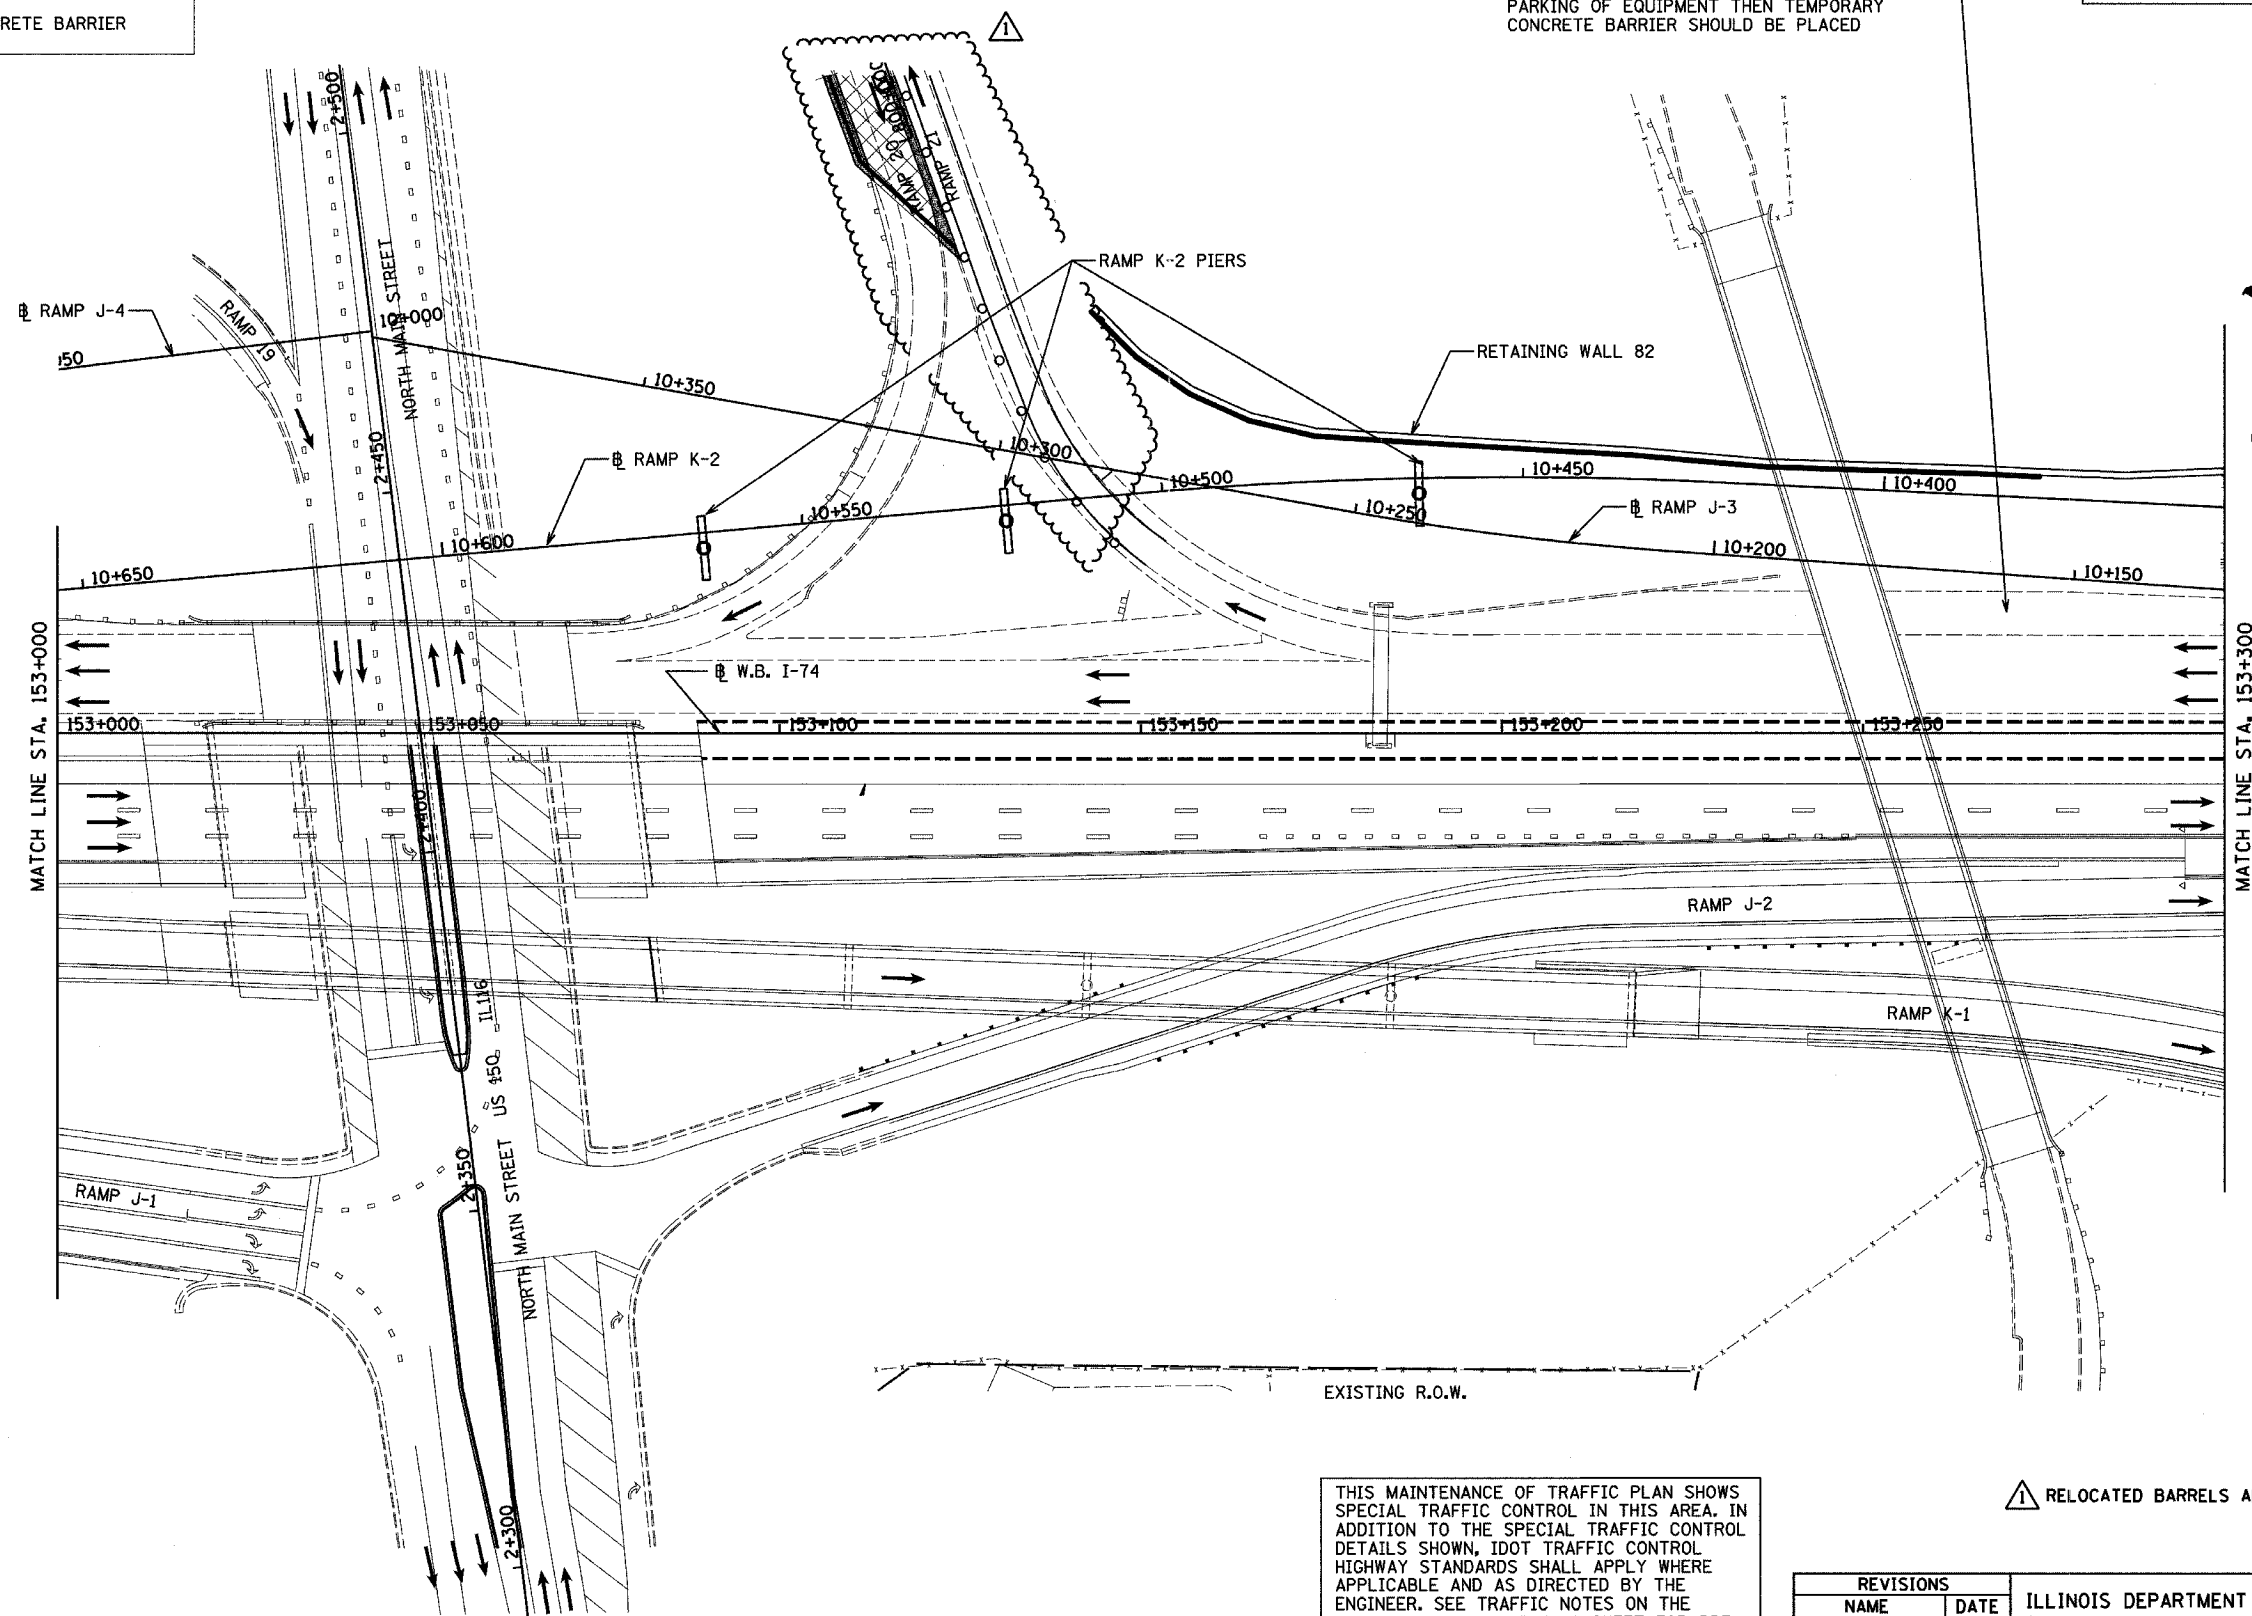 RETE BARRIER
PARKING OF EQUIPMENT THEN TEMPORARY
CONCRETE BARRIER SHOULD BE PLACED
1
2+500
RAMP 20
RAMP 21
RAMP K-2 PIERS
NORTH MAIN STREET
℄ RAMP J-4
RAMP 19
10+000
RETAINING WALL 82
10+350
2+450
10+300
℄ RAMP K-2
10+500
10+450
10+400
10+550
10+250
℄ RAMP J-3
10+600
10+200
10+650
10+150
MATCH LINE STA. 153+000
℄ W.B. I-74
MATCH LINE STA. 153+300
153+000
153+050
153+100
153+150
153+200
153+250
2+400
RAMP J-2
IL116
RAMP K-1
US 150
2+350
RAMP J-1
NORTH MAIN STREET
EXISTING R.O.W.
2+300
THIS MAINTENANCE OF TRAFFIC PLAN SHOWS
SPECIAL TRAFFIC CONTROL IN THIS AREA. IN
ADDITION TO THE SPECIAL TRAFFIC CONTROL
DETAILS SHOWN, IDOT TRAFFIC CONTROL
HIGHWAY STANDARDS SHALL APPLY WHERE
APPLICABLE AND AS DIRECTED BY THE
ENGINEER. SEE TRAFFIC NOTES ON THE
1 RELOCATED BARRELS A
REVISIONS
NAME DATE
ILLINOIS DEPARTMENT